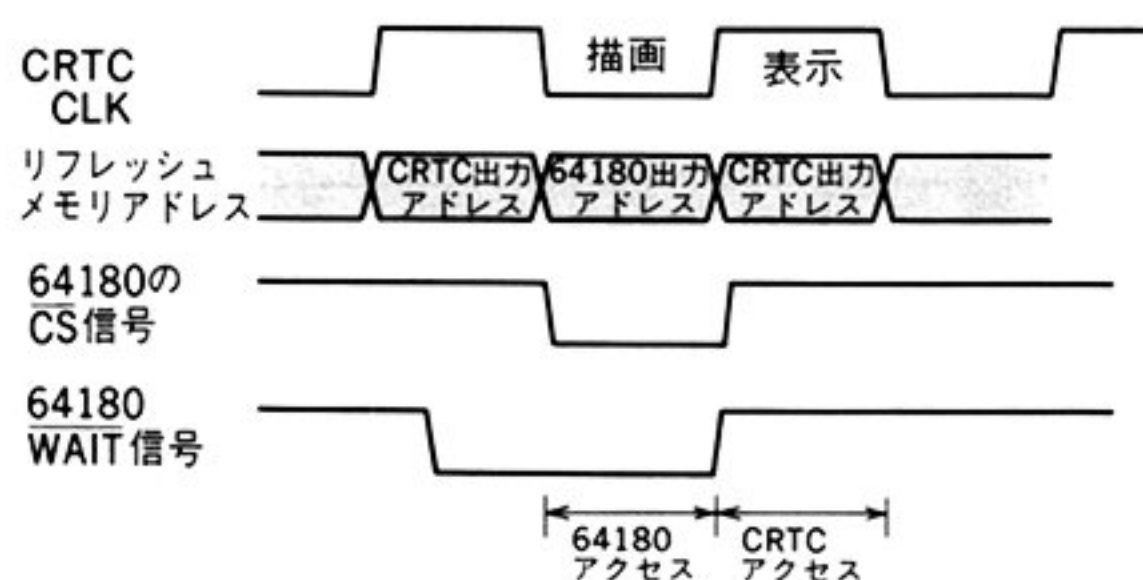 CRTC
CLK
描画
表示
リフレッシュ
メモリアドレス
CRTC出力
アドレス
64180出力
アドレス
CRTC出力
アドレス
64180の
CS信号
64180
WAIT信号
64180
アクセス
CRTC
アクセス